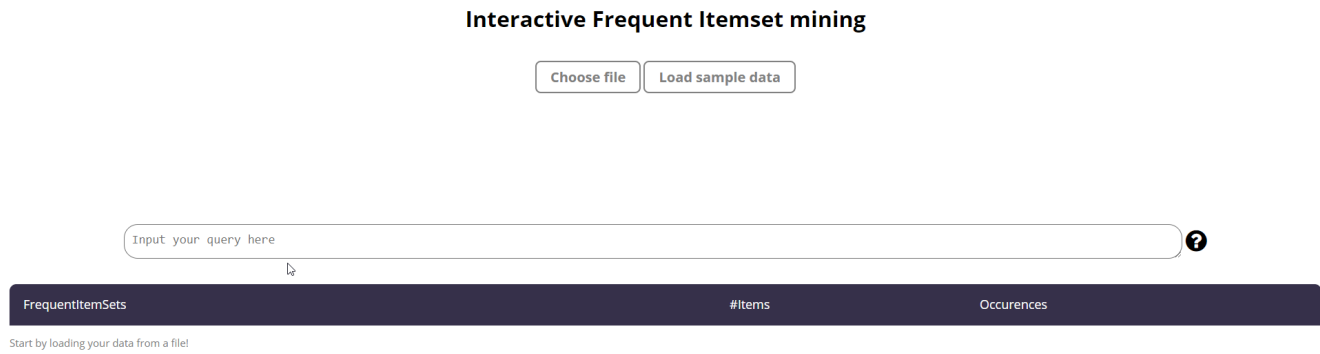 Interactive Frequent Itemset mining
Choose file Load sample data
Input your query here ?
FrequentItemSets #Items Occurences
Start by loading your data from a file!